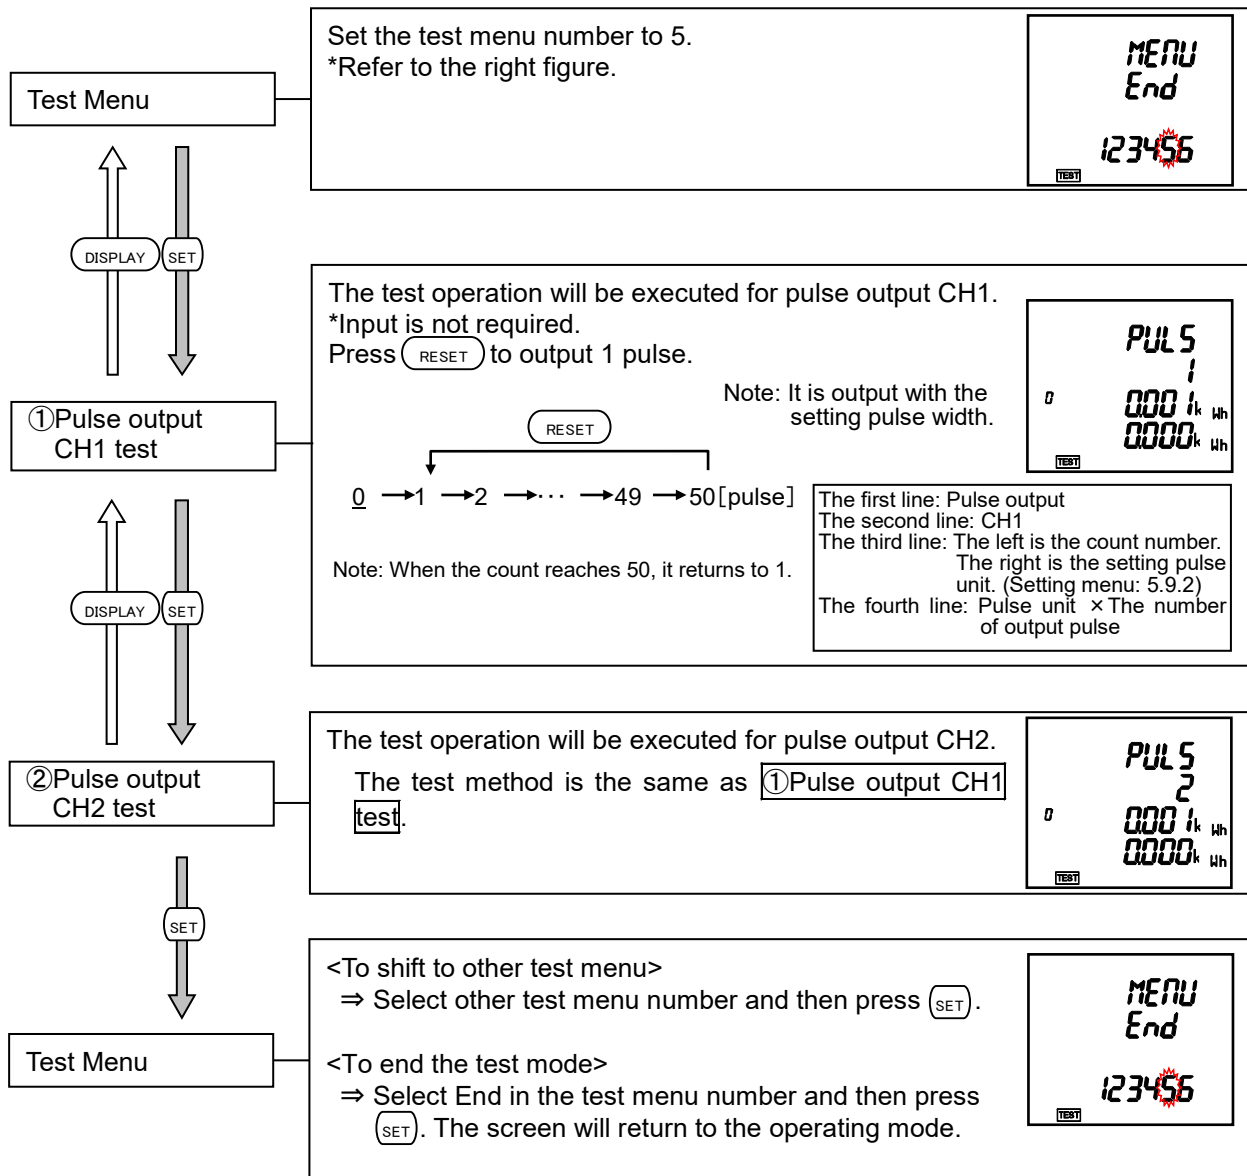 Test Menu
Set the test menu number to 5.
*Refer to the right figure.
MENU
End
123456
TEST
DISPLAY
SET
①Pulse output
CH1 test
The test operation will be executed for pulse output CH1.
*Input is not required.
Press RESET to output 1 pulse.
Note: It is output with the
setting pulse width.
RESET
0 →1 →2 →··· →49 →50[pulse]
Note: When the count reaches 50, it returns to 1.
PULS
1
0 0.001k Wh
0.000k Wh
TEST
The first line: Pulse output
The second line: CH1
The third line: The left is the count number.
The right is the setting pulse
unit. (Setting menu: 5.9.2)
The fourth line: Pulse unit ×The number
of output pulse
DISPLAY
SET
②Pulse output
CH2 test
The test operation will be executed for pulse output CH2.
The test method is the same as ①Pulse output CH1
test.
PULS
2
0 0.001k Wh
0.000k Wh
TEST
SET
Test Menu
<To shift to other test menu>
⇒ Select other test menu number and then press SET.
<To end the test mode>
⇒ Select End in the test menu number and then press
SET. The screen will return to the operating mode.
MENU
End
123456
TEST